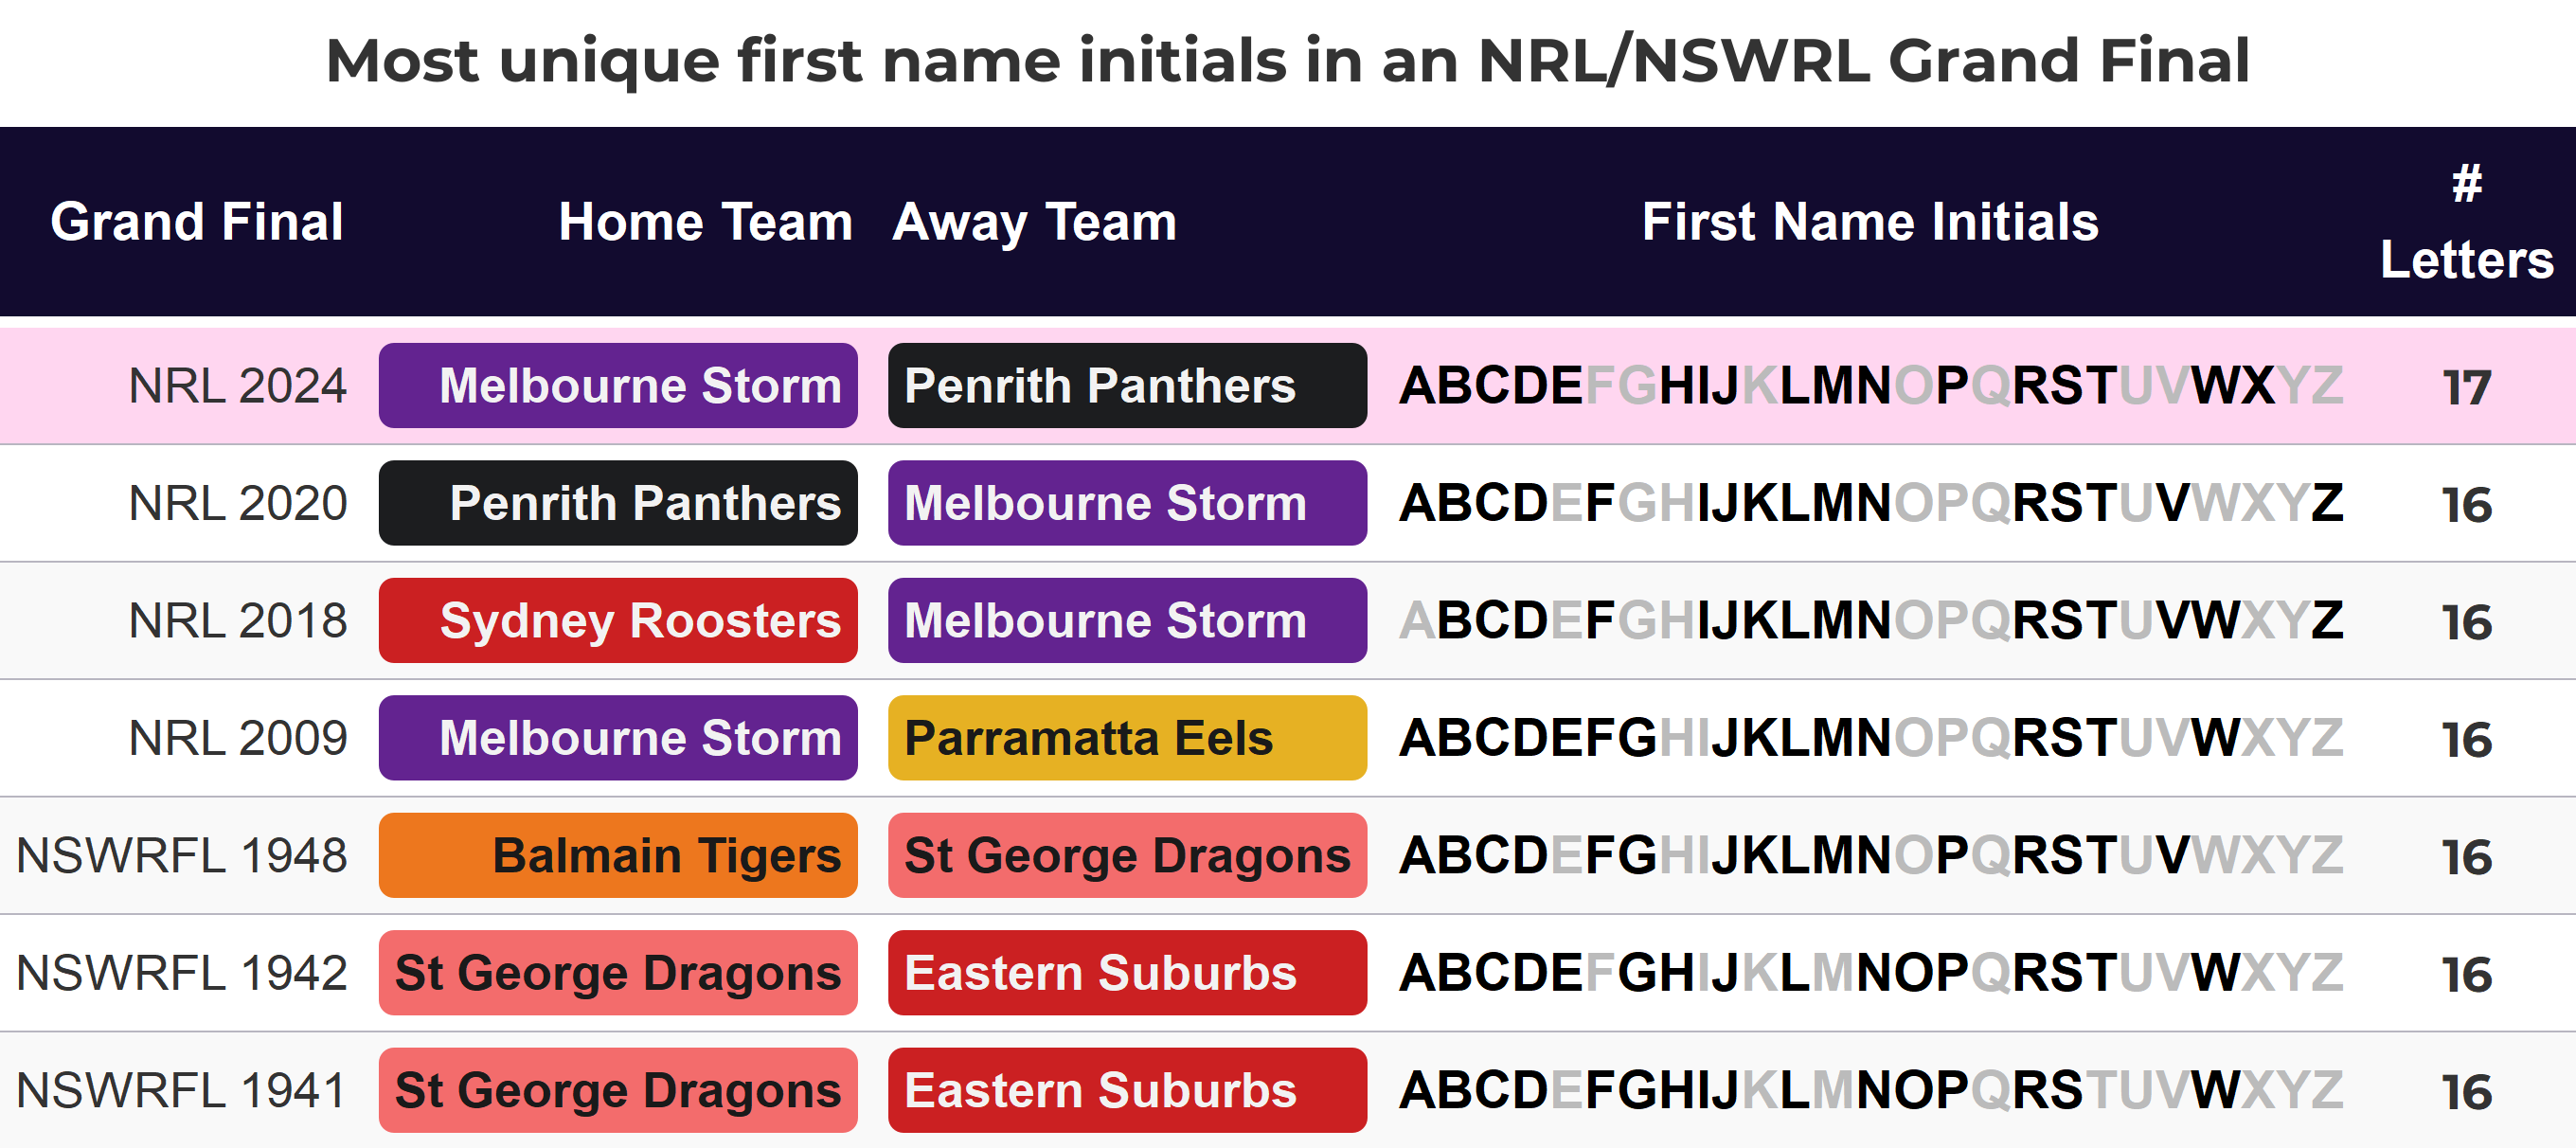 Most unique first name initials in an NRL/NSWRL Grand Final
Grand Final Home Team Away Team First Name Initials # Letters
NRL 2024 Melbourne Storm Penrith Panthers ABCDEFGHIJKLMNOPQRSTUVWXYZ 17
NRL 2020 Penrith Panthers Melbourne Storm ABCDEFGHIJKLMNOPQRSTUVWXYZ 16
NRL 2018 Sydney Roosters Melbourne Storm ABCDEFGHIJKLMNOPQRSTUVWXYZ 16
NRL 2009 Melbourne Storm Parramatta Eels ABCDEFGHIJKLMNOPQRSTUVWXYZ 16
NSWRFL 1948 Balmain Tigers St George Dragons ABCDEFGHIJKLMNOPQRSTUVWXYZ 16
NSWRFL 1942 St George Dragons Eastern Suburbs ABCDEFGHIJKLMNOPQRSTUVWXYZ 16
NSWRFL 1941 St George Dragons Eastern Suburbs ABCDEFGHIJKLMNOPQRSTUVWXYZ 16